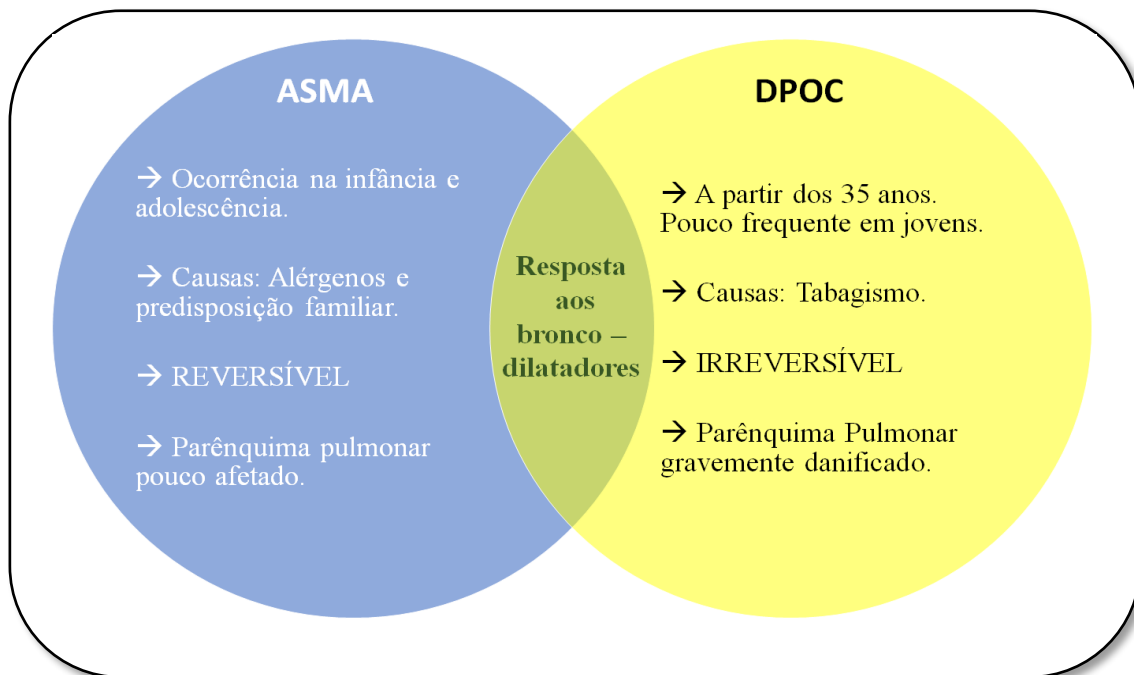 ASMA
→ Ocorrência na infância e
adolescência.
→ Causas: Alérgenos e
predisposição familiar.
→ REVERSÍVEL
→ Parênquima pulmonar
pouco afetado.
Resposta
aos
bronco –
dilatadores
DPOC
→ A partir dos 35 anos.
Pouco frequente em jovens.
→ Causas: Tabagismo.
→ IRREVERSÍVEL
→ Parênquima Pulmonar
gravemente danificado.